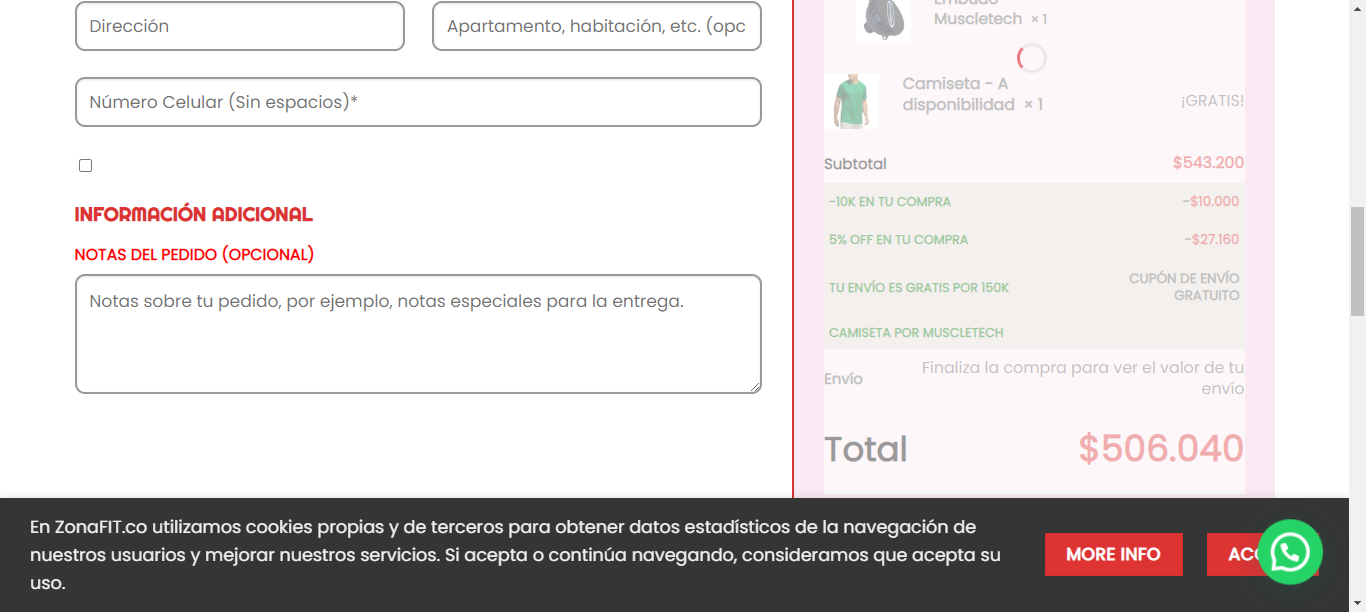 Dirección
Apartamento, habitación, etc. (opc
Número Celular (Sin espacios)*
INFORMACIÓN ADICIONAL
NOTAS DEL PEDIDO (OPCIONAL)
Notas sobre tu pedido, por ejemplo, notas especiales para la entrega.
Embudo
Muscletech × 1
Camiseta - A
disponibilidad × 1
¡GRATIS!
Subtotal $543.200
-10K EN TU COMPRA -$10.000
5% OFF EN TU COMPRA -$27.160
TU ENVÍO ES GRATIS POR 150K
CUPÓN DE ENVÍO
GRATUITO
CAMISETA POR MUSCLETECH
Envío
Finaliza la compra para ver el valor de tu
envío
Total $506.040
En ZonaFIT.co utilizamos cookies propias y de terceros para obtener datos estadísticos de la navegación de
nuestros usuarios y mejorar nuestros servicios. Si acepta o continúa navegando, consideramos que acepta su
uso.
MORE INFO